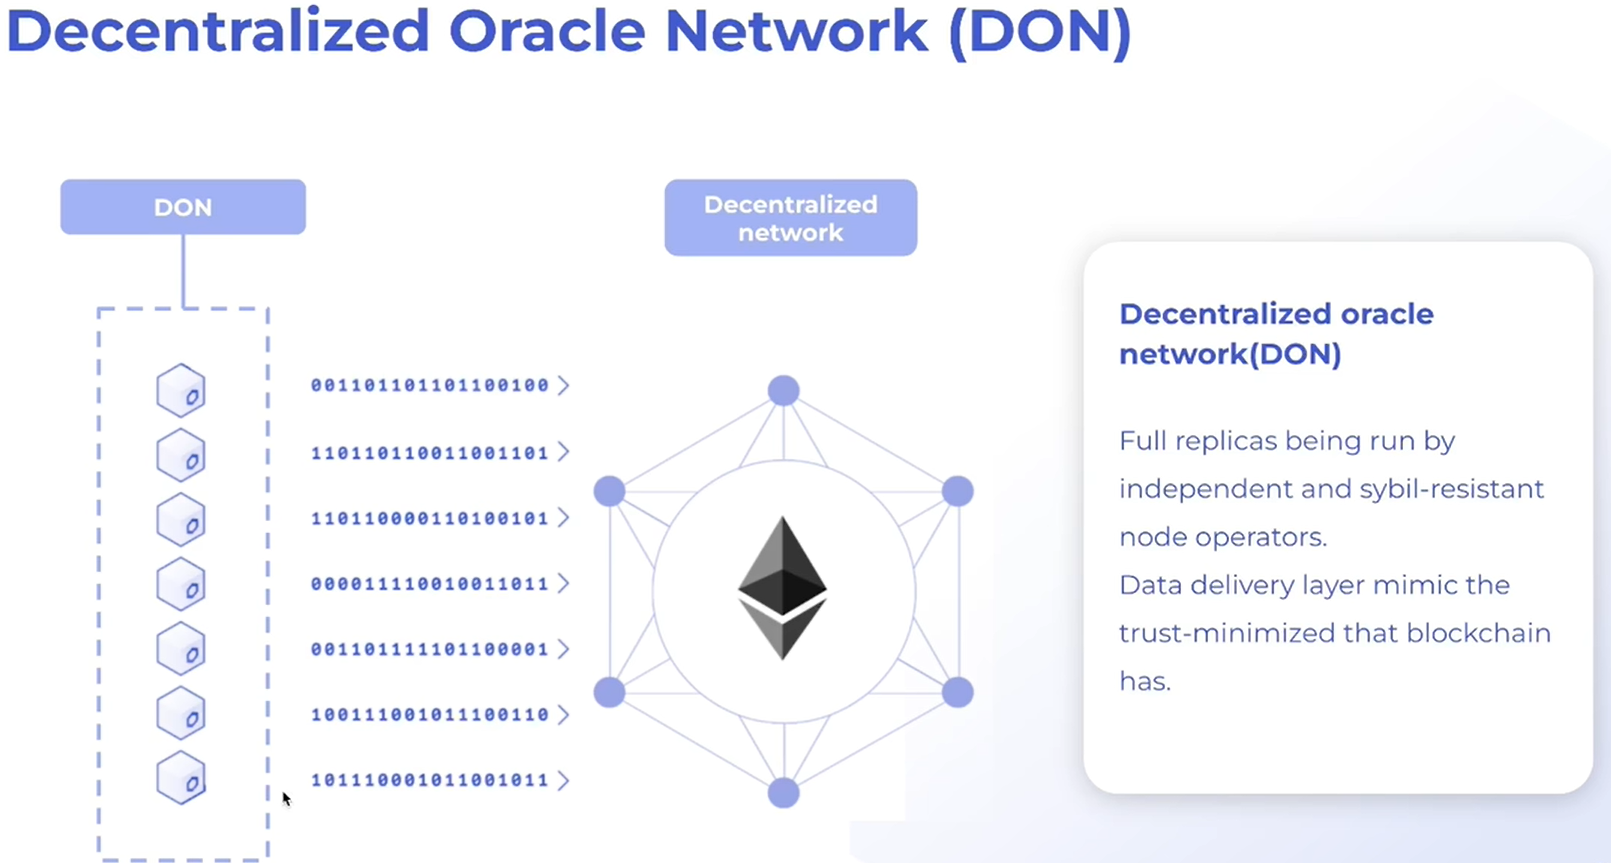 Decentralized Oracle Network (DON)
DON
Decentralized
network
001101101101100100
110110110011001101
110110000110100101
000011110010011011
001101111101100001
100111001011100110
101110001011001011
Decentralized oracle
network(DON)
Full replicas being run by
independent and sybil-resistant
node operators.
Data delivery layer mimic the
trust-minimized that blockchain
has.